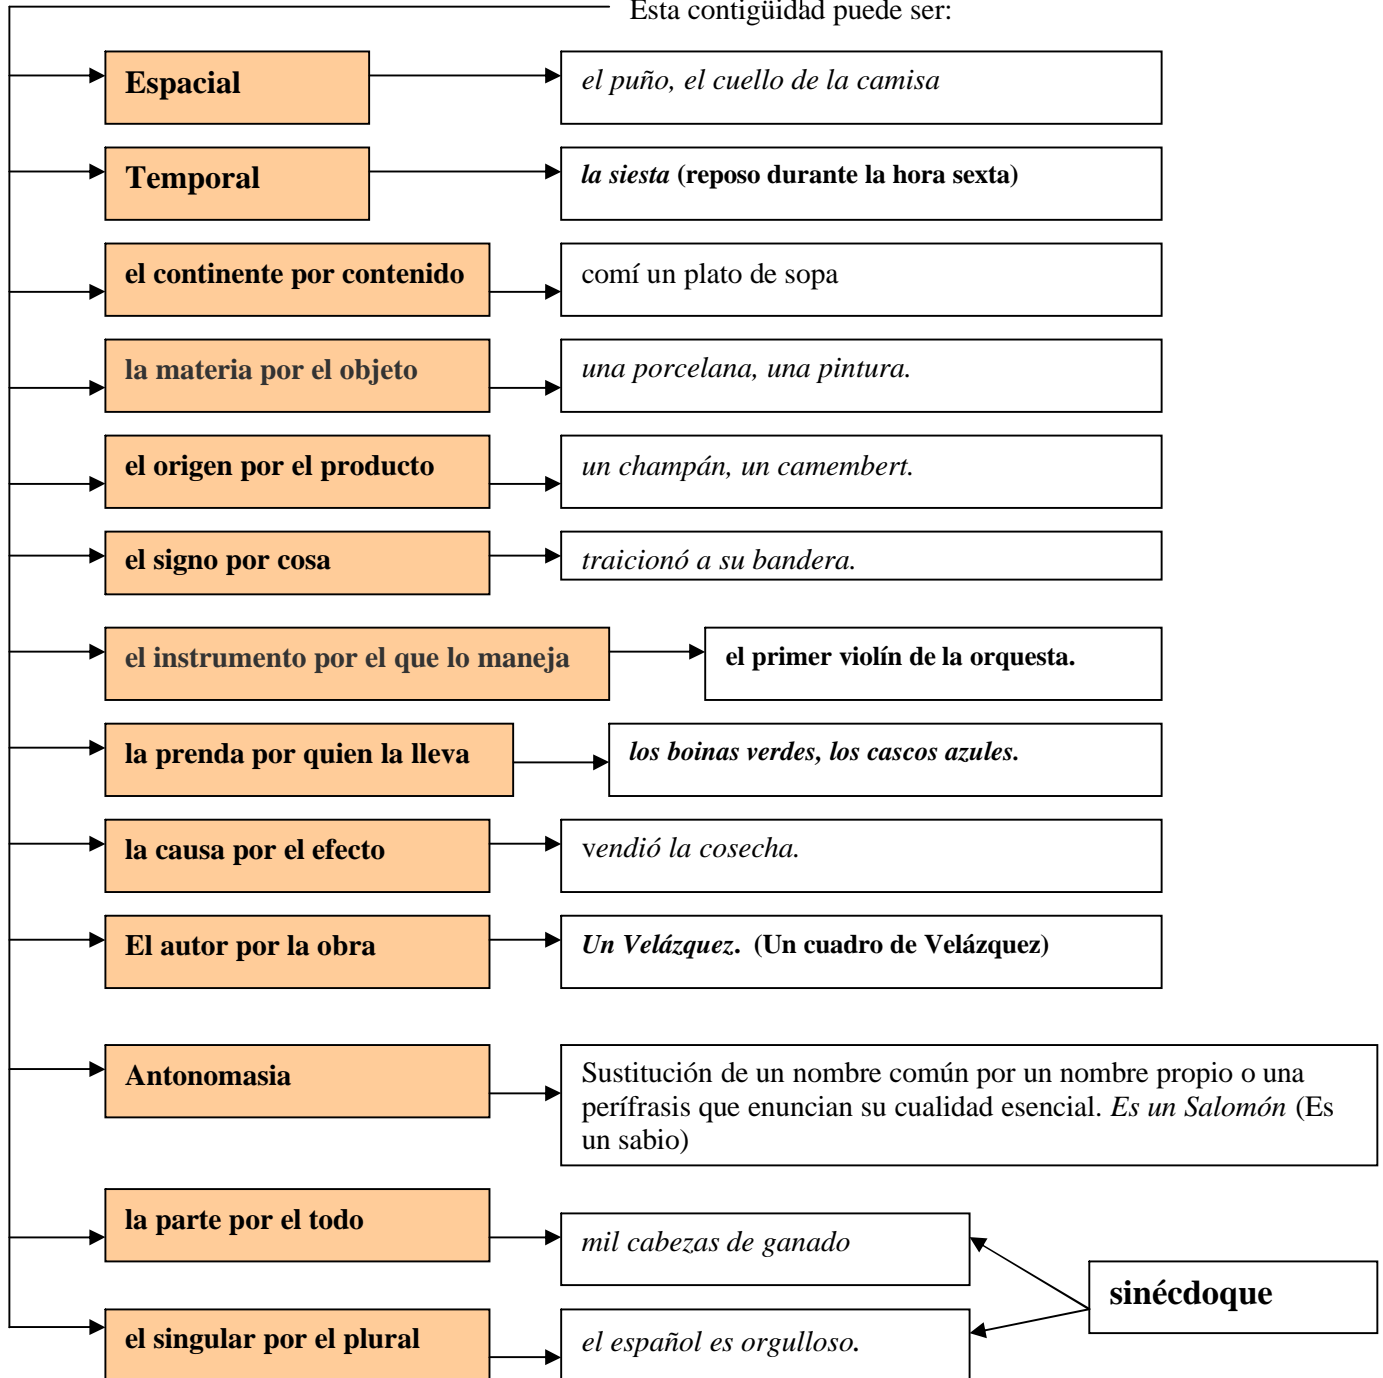 Esta contigüidad puede ser:
Espacial
el puño, el cuello de la camisa
Temporal
la siesta (reposo durante la hora sexta)
el continente por contenido
comí un plato de sopa
la materia por el objeto
una porcelana, una pintura.
el origen por el producto
un champán, un camembert.
el signo por cosa
traicionó a su bandera.
el instrumento por el que lo maneja
el primer violín de la orquesta.
la prenda por quien la lleva
los boinas verdes, los cascos azules.
la causa por el efecto
vendió la cosecha.
El autor por la obra
Un Velázquez. (Un cuadro de Velázquez)
Antonomasia
Sustitución de un nombre común por un nombre propio o una
perífrasis que enuncian su cualidad esencial. Es un Salomón (Es
un sabio)
la parte por el todo
mil cabezas de ganado
sinécdoque
el singular por el plural
el español es orgulloso.